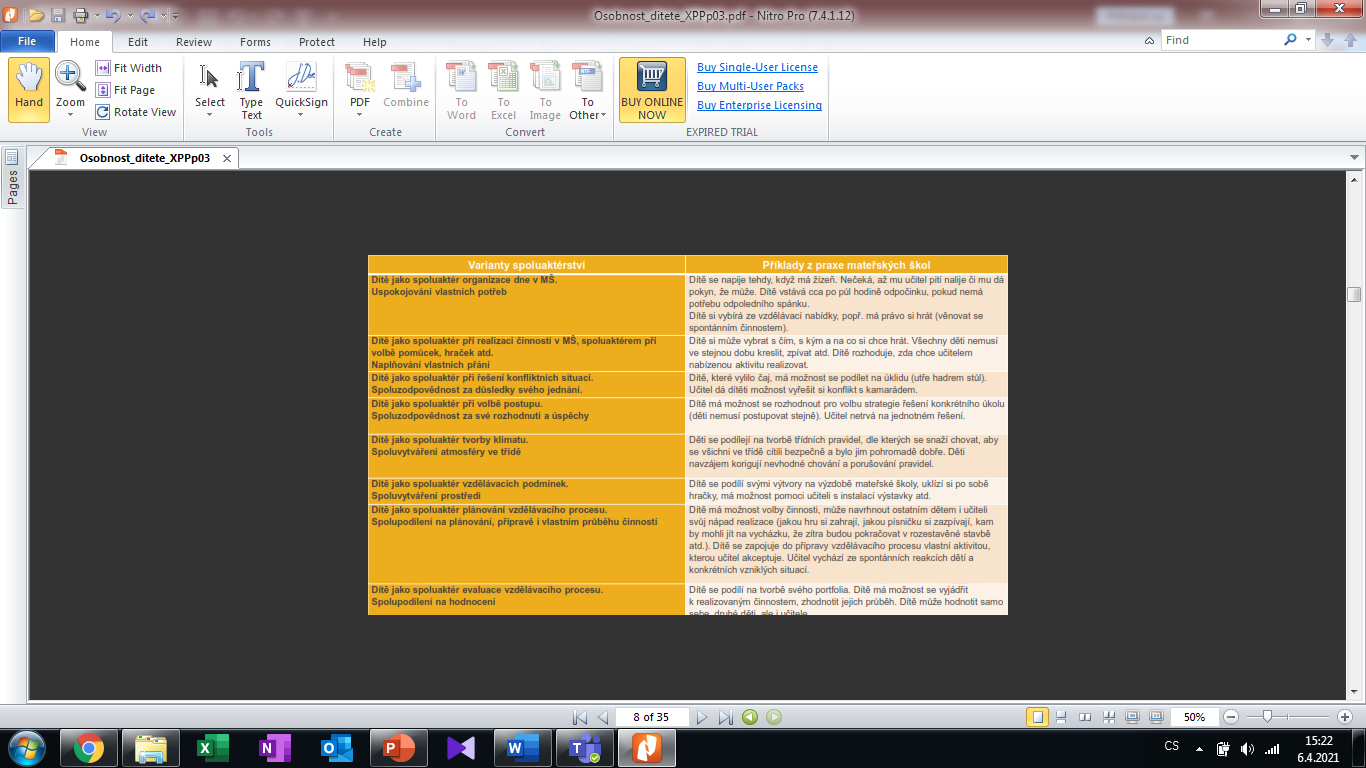 Osobnost_ditete_XPPp03.pdf - Nitro Pro (7.4.1.12)
File Home Edit Review Forms Protect Help Find
Hand
Zoom
Fit Width
Fit Page
Rotate View
View
Select
Type Text
QuickSign
Tools
PDF
Combine
Create
To Word
To Excel
To Image
To Other
Convert
BUY ONLINE NOW
Buy Single-User License
Buy Multi-User Packs
Buy Enterprise Licensing
EXPIRED TRIAL
Osobnost_ditete_XPPp03
Pages
Varianty spoluaktérství
Příklady z praxe mateřských škol
Dítě jako spoluaktér organizace dne v MŠ.
Uspokojování vlastních potřeb
Dítě se napije tehdy, když má žízeň. Nečeká, až mu učitel pití nalije či mu dá
pokyn, že může. Dítě vstává cca po půl hodině odpočinku, pokud nemá
potřebu odpoledního spánku.
Dítě si vybírá ze vzdělávací nabídky, popř. má právo si hrát (věnovat se
spontánním činnostem).
Dítě jako spoluaktér při realizaci činností v MŠ, spoluaktérem při
volbě pomůcek, hraček atd.
Naplňování vlastních přání
Dítě si může vybrat s čím, s kým a na co si chce hrát. Všechny děti nemusí
ve stejnou dobu kreslit, zpívat atd. Dítě rozhoduje, zda chce učitelem
nabízenou aktivitu realizovat.
Dítě jako spoluaktér při řešení konfliktních situací.
Spoluzodpovědnost za důsledky svého jednání.
Dítě, které vylilo čaj, má možnost se podílet na úklidu (utře hadrem stůl).
Učitel dá dítěti možnost vyřešit si konflikt s kamarádem.
Dítě jako spoluaktér při volbě postupu.
Spoluzodpovědnost za své rozhodnutí a úspěchy
Dítě má možnost se rozhodnout pro volbu strategie řešení konkrétního úkolu
(děti nemusí postupovat stejně). Učitel netrvá na jednotném řešení.
Dítě jako spoluaktér tvorby klimatu.
Spoluvytváření atmosféry ve třídě
Děti se podílejí na tvorbě třídních pravidel, dle kterých se snaží chovat, aby
se všichni ve třídě cítili bezpečně a bylo jim pohromadě dobře. Děti
navzájem korigují nevhodné chování a porušování pravidel.
Dítě jako spoluaktér vzdělávacích podmínek.
Spoluvytváření prostředí
Dítě se podílí svými výtvory na výzdobě mateřské školy, uklízí si po sobě
hračky, má možnost pomoci učiteli s instalací výstavky atd.
Dítě jako spoluaktér plánování vzdělávacího procesu.
Spolupodílení na plánování, přípravě i vlastním průběhu činností
Dítě má možnost volby činnosti, může navrhnout ostatním dětem i učiteli
svůj nápad realizace (jakou hru si zahrají, jakou písničku si zazpívají, kam
by mohli jít na vycházku, že zítra budou pokračovat v rozestavěné stavbě
atd.). Dítě se zapojuje do přípravy vzdělávacího procesu vlastní aktivitou,
kterou učitel akceptuje. Učitel vychází ze spontánních reakcí dětí a
konkrétních vzniklých situací.
Dítě jako spoluaktér evaluace vzdělávacího procesu.
Spolupodílení na hodnocení
Dítě se podílí na tvorbě svého portfolia. Dítě má možnost se vyjádřit
k realizovaným činnostem, zhodnotit jejich průběh. Dítě může hodnotit samo
sebe, druhé děti, ale i učitele.
8 of 35
50%
CS
15:22
6.4.2021